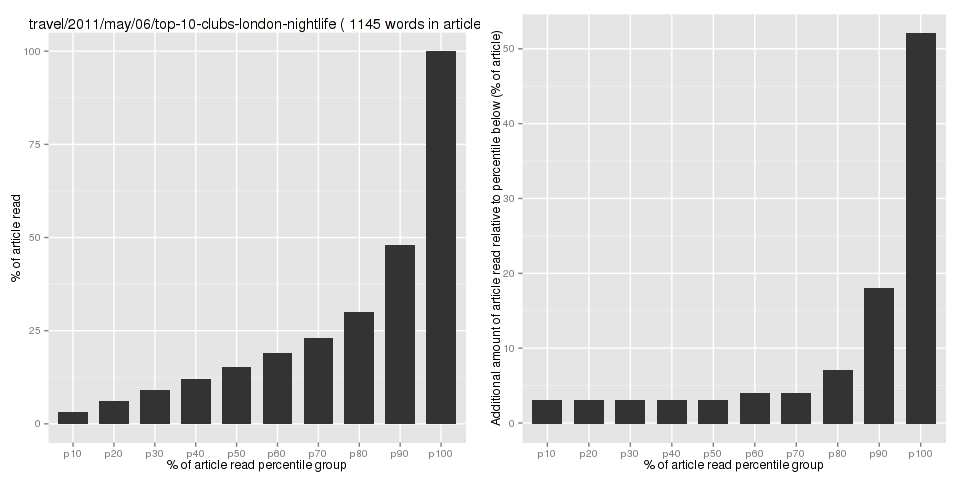 travel/2011/may/06/top-10-clubs-london-nightlife ( 1145 words in article
% of article read
100
75
50
25
0
p10 p20 p30 p40 p50 p60 p70 p80 p90 p100
% of article read percentile group
Additional amount of article read relative to percentile below (% of article)
50
40
30
20
10
0
p10 p20 p30 p40 p50 p60 p70 p80 p90 p100
% of article read percentile group